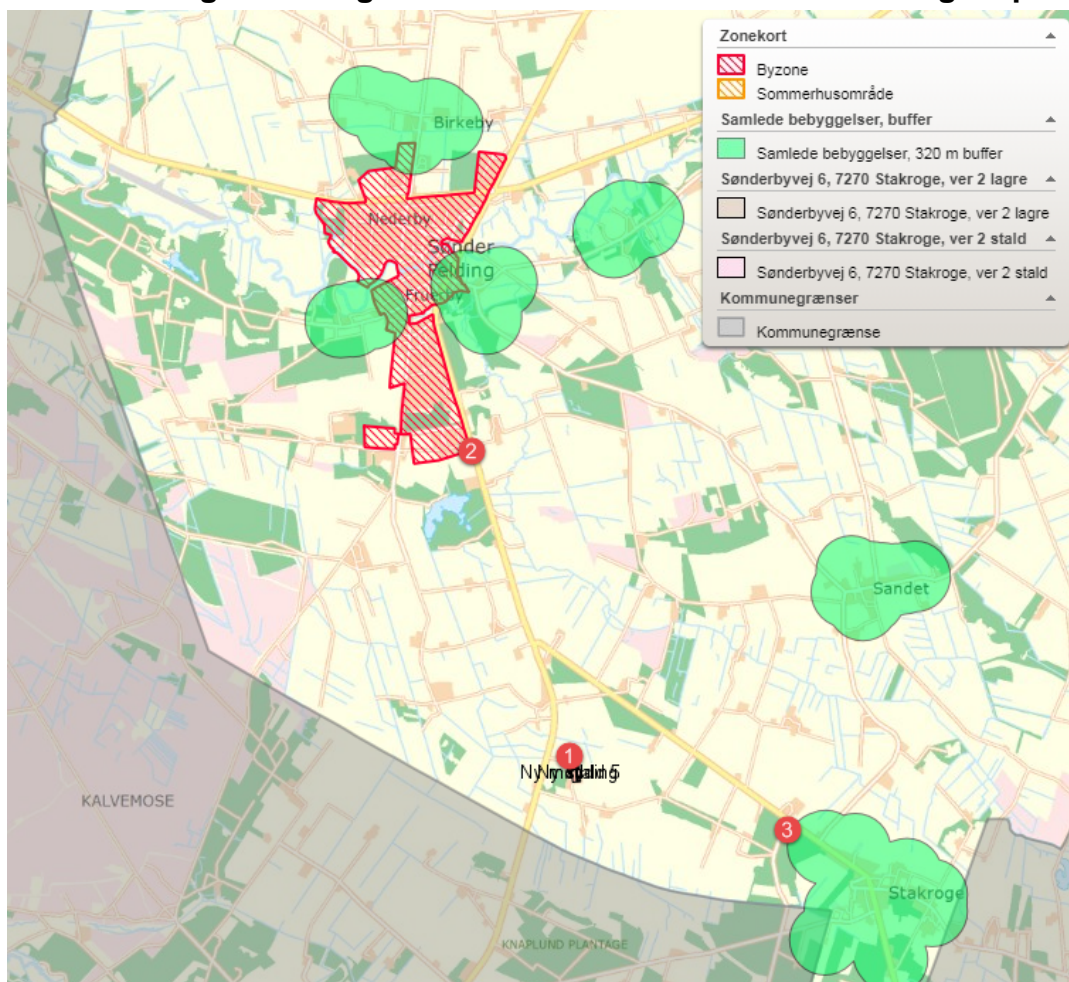 Zonekort
Byzone
Sommerhusområde
Samlede bebyggelser, buffer
Samlede bebyggelser, 320 m buffer
Sønderbyvej 6, 7270 Stakroge, ver 2 lagre
Sønderbyvej 6, 7270 Stakroge, ver 2 lagre
Sønderbyvej 6, 7270 Stakroge, ver 2 stald
Sønderbyvej 6, 7270 Stakroge, ver 2 stald
Kommunegrænser
Kommunegrænse
Birkeby
Nederby
Sønder
Felding
Frueby
2
Sandet
1
KALVEMOSE
3
Stakroge
KNAPLUND PLANTAGE